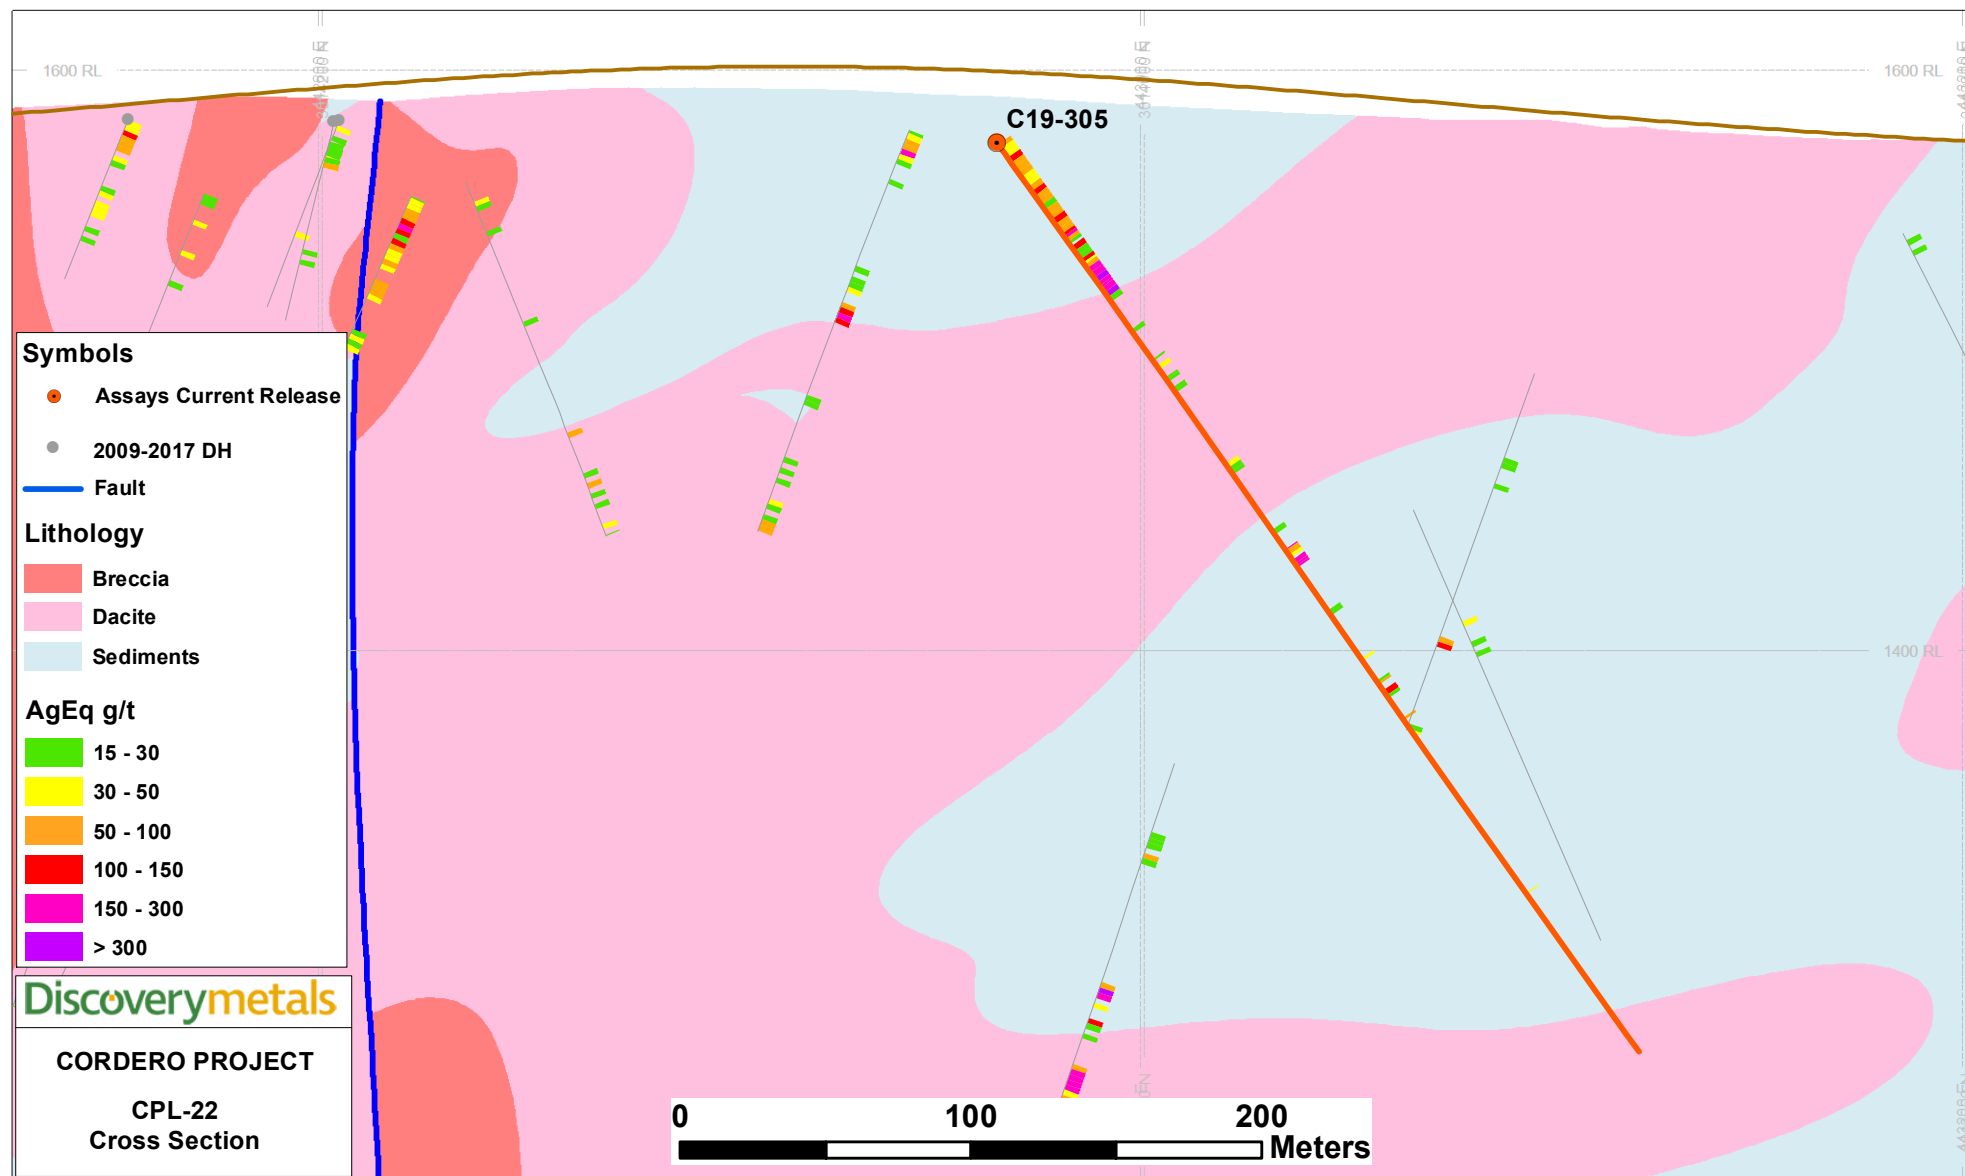 1600 RL
1600 RL
C19-305
Symbols
Assays Current Release
2009-2017 DH
Fault
Lithology
Breccia
Dacite
Sediments
1400 RL
AgEq g/t
15 - 30
30 - 50
50 - 100
100 - 150
150 - 300
> 300
Discoverymetals
CORDERO PROJECT
CPL-22
Cross Section
0 100 200
Meters